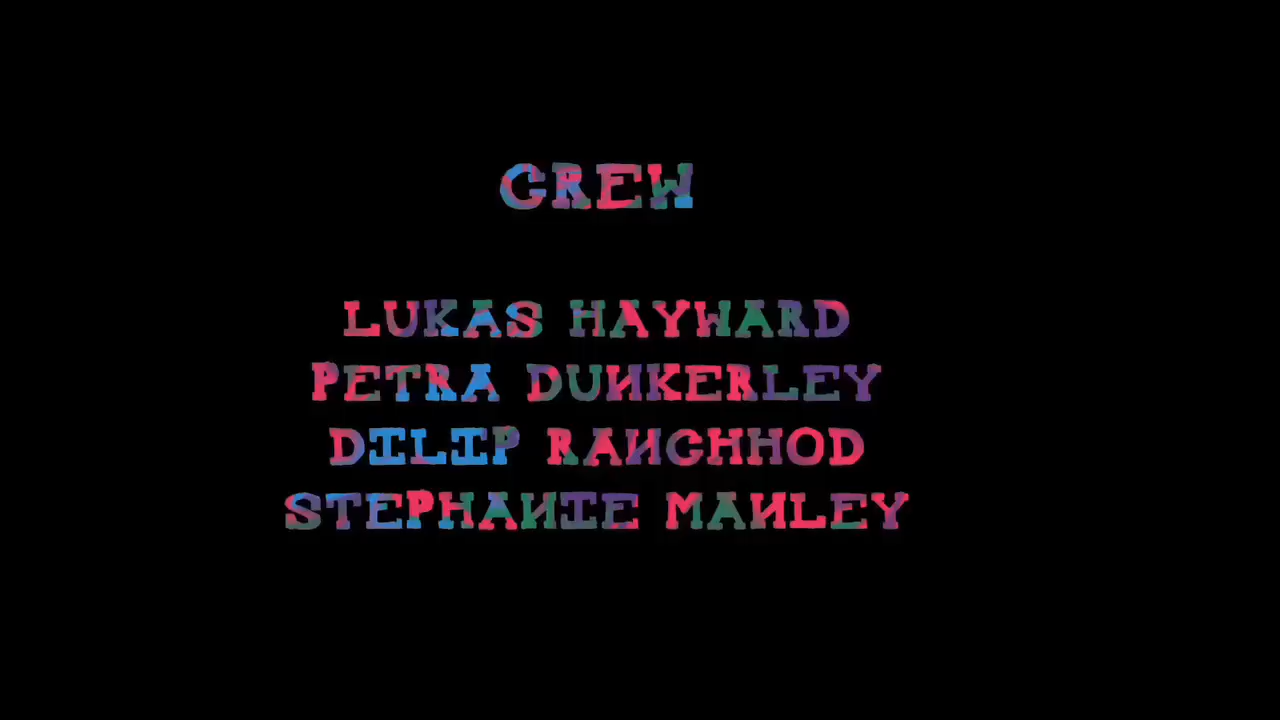 CREW
LUKAS HAYWARD
PETRA DUNKERLEY
DILIP RANCHHOD
STEPHANIE MANLEY